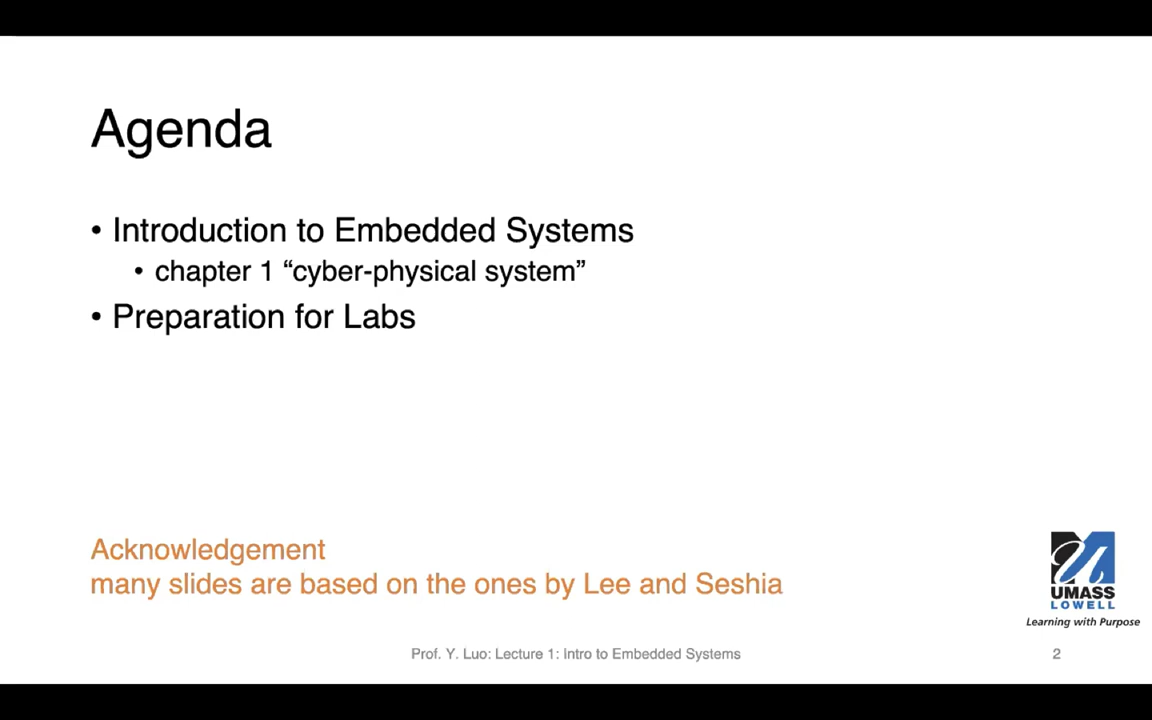 Agenda
• Introduction to Embedded Systems
• chapter 1 “cyber-physical system”
• Preparation for Labs
Acknowledgement
many slides are based on the ones by Lee and Seshia
UMASS
LOWELL
Learning with Purpose
Prof. Y. Luo: Lecture 1: Intro to Embedded Systems
2